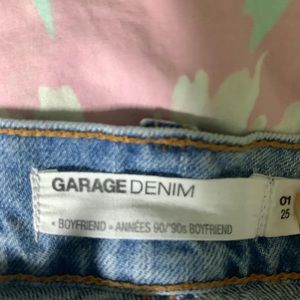 GARAGE DENIM
« BOYFRIEND » ANNÉES 90/'90s BOYFRIEND
01
25